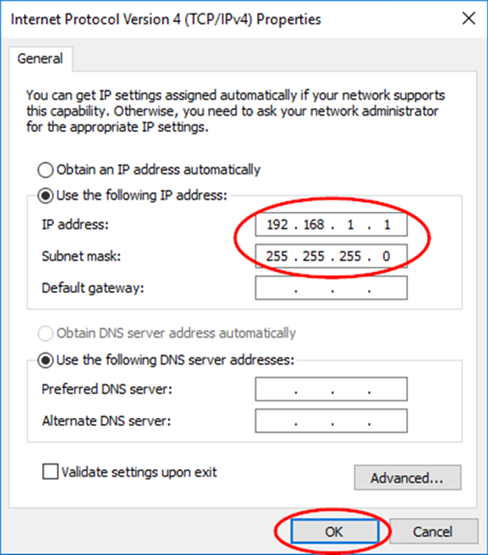 Internet Protocol Version 4 (TCP/IPv4) Properties
General
You can get IP settings assigned automatically if your network supports
this capability. Otherwise, you need to ask your network administrator
for the appropriate IP settings.
Obtain an IP address automatically
Use the following IP address:
IP address: 192 . 168 . 1 . 1
Subnet mask: 255 . 255 . 255 . 0
Default gateway: . . .
Obtain DNS server address automatically
Use the following DNS server addresses:
Preferred DNS server: . . .
Alternate DNS server: . . .
Validate settings upon exit
Advanced...
OK Cancel